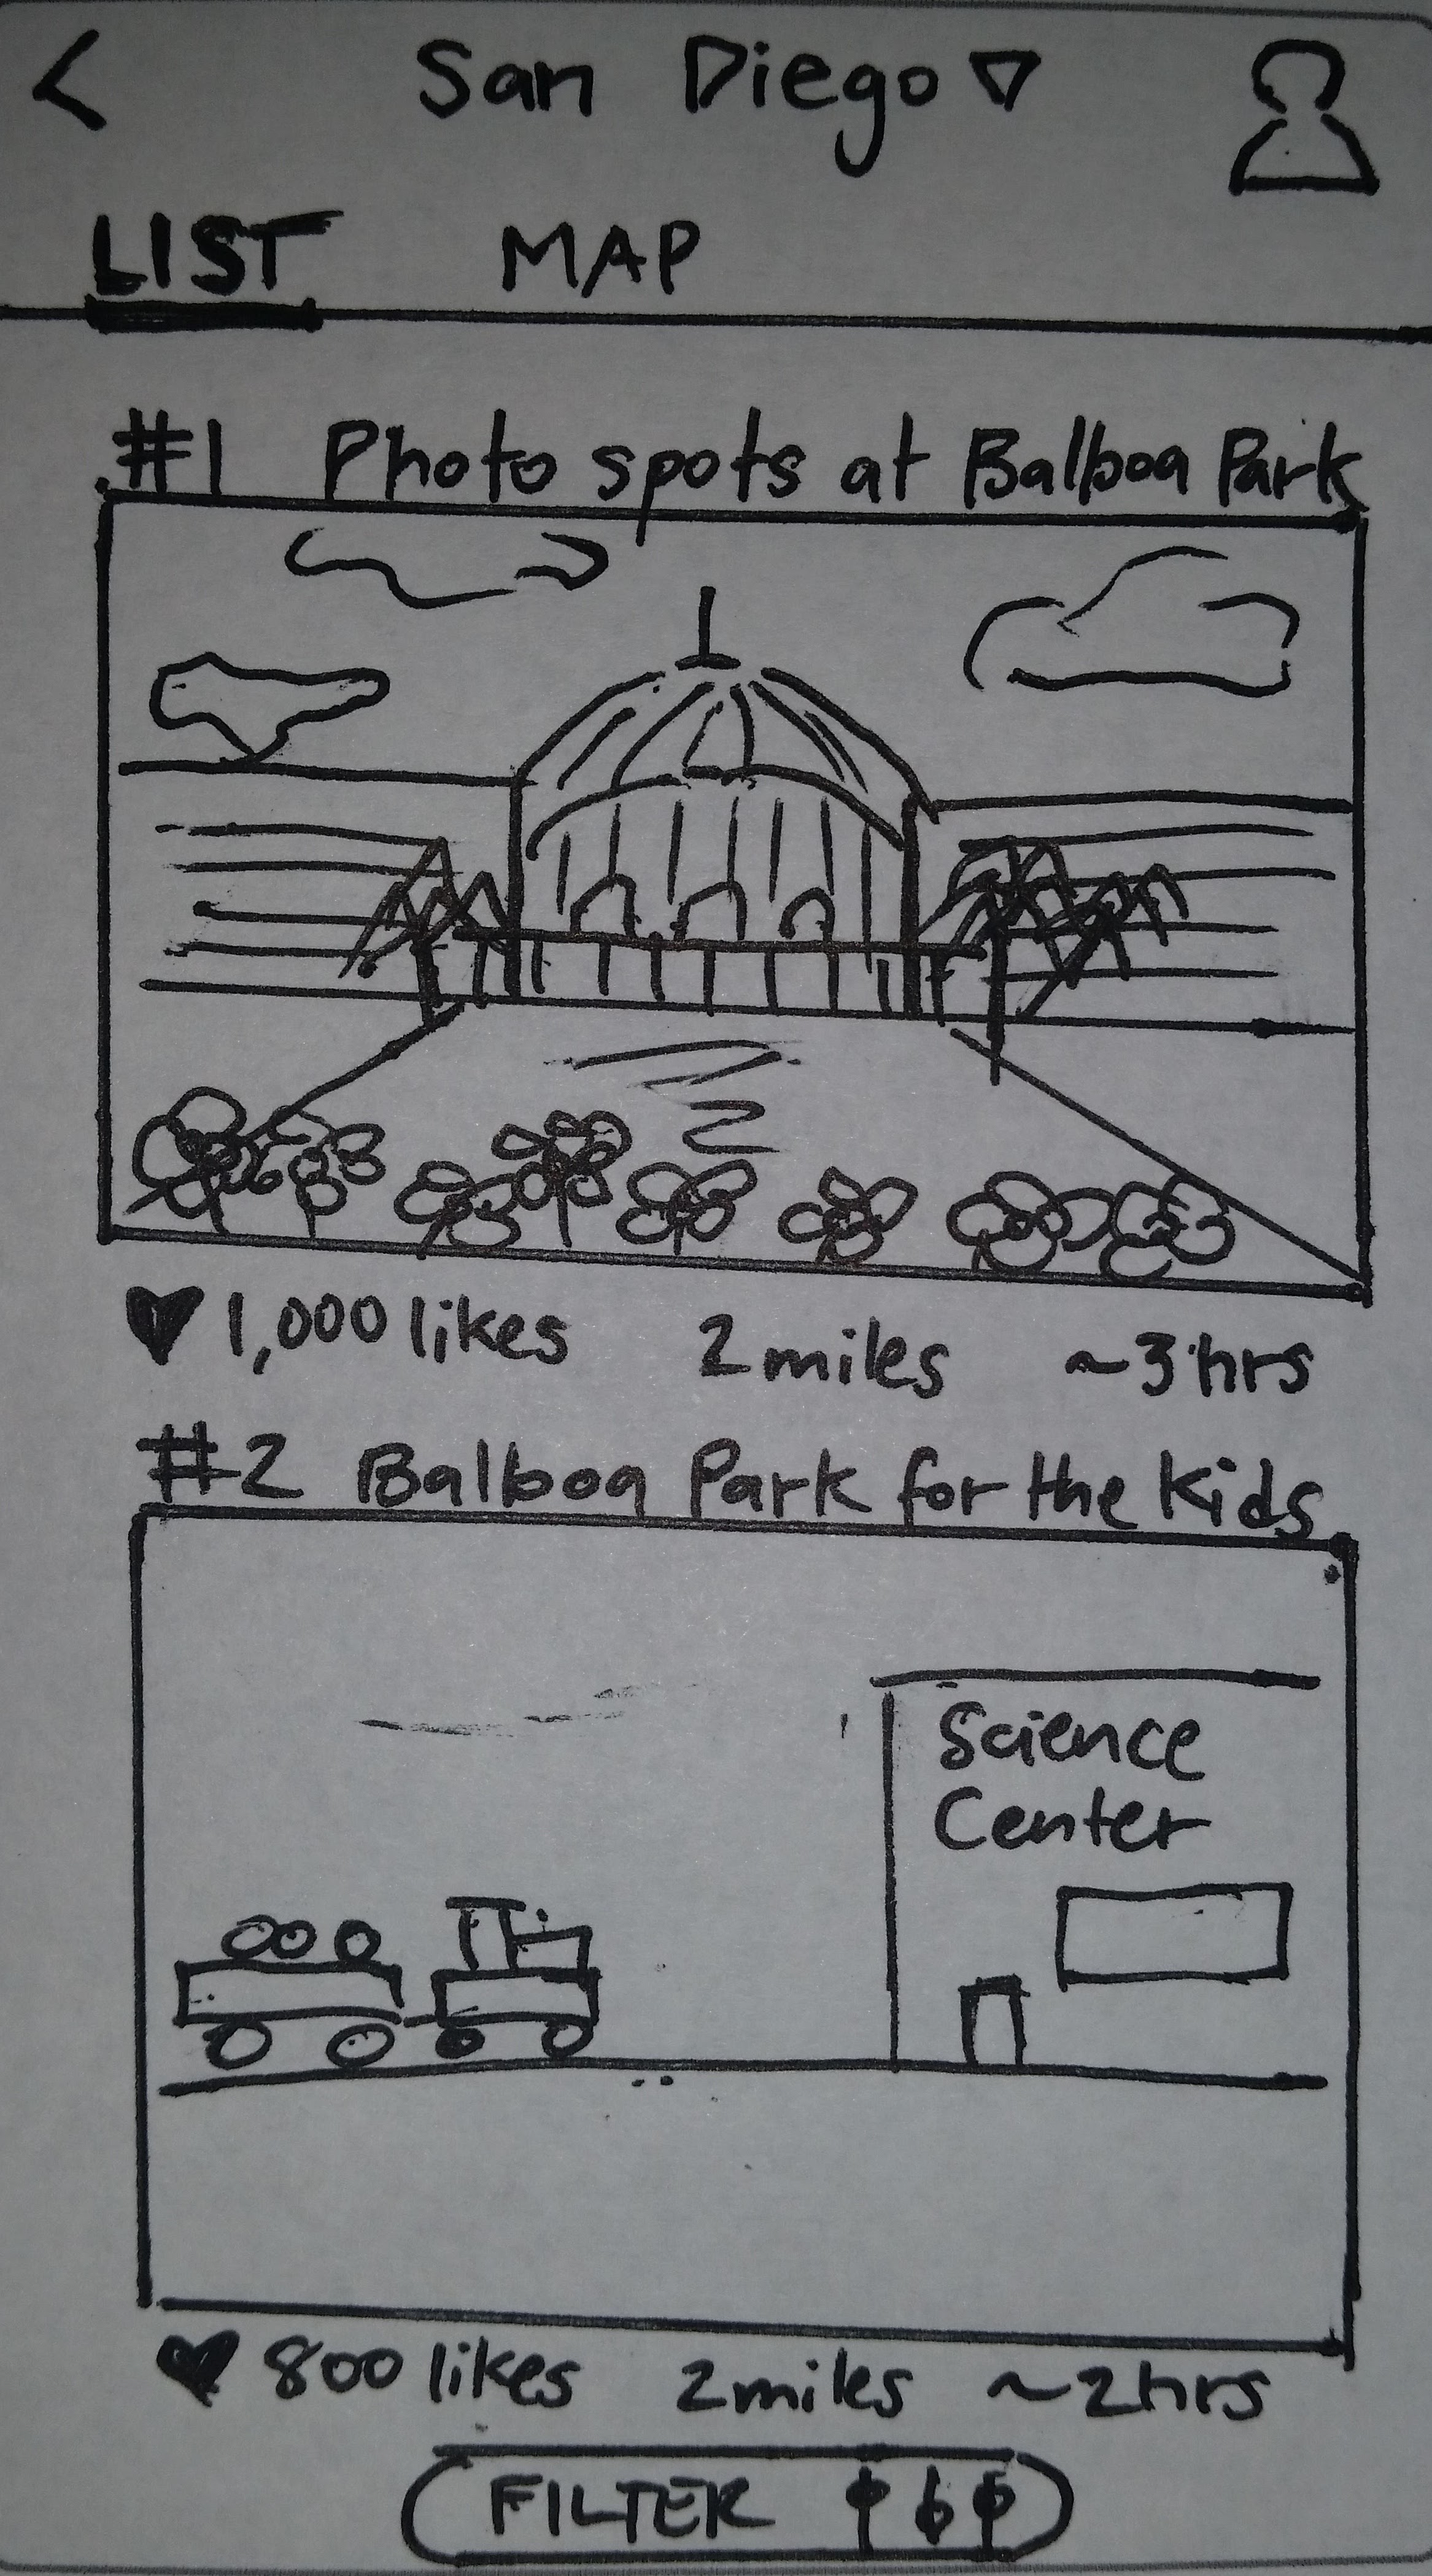 San Diego
LIST MAP
#1 Photo spots at Balboa Park
1,000 likes 2 miles ~3 hrs
#2 Balboa Park for the Kids
Science
Center
800 likes 2 miles ~2 hrs
FILTER